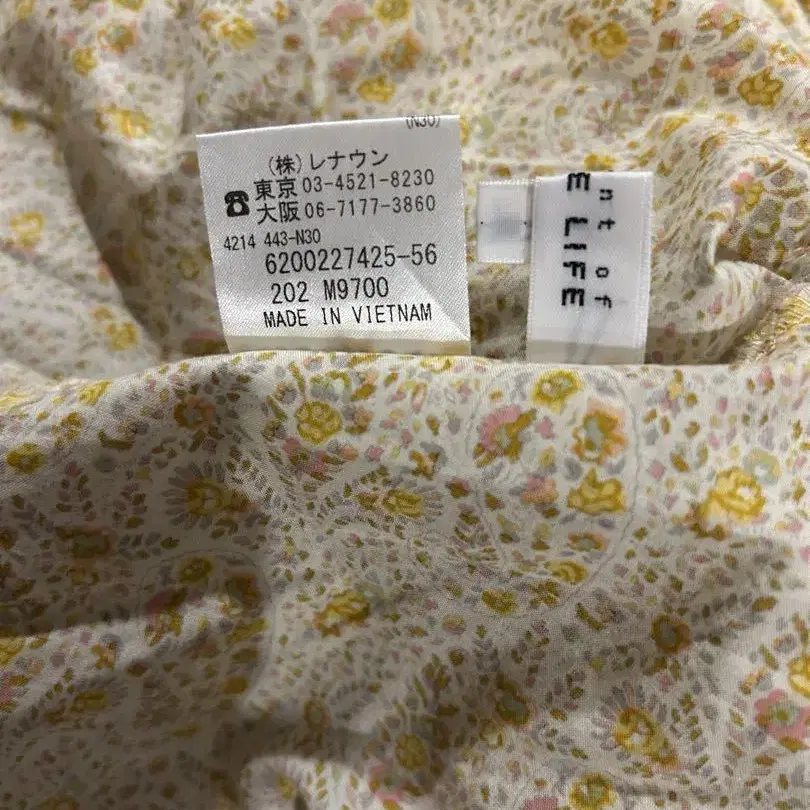 (N30)
(株)レナウン
☎東京 03-4521-8230
大阪 06-7177-3860
4214 443-N30
6200227425-56
202 M9700
MADE IN VIETNAM
nt of
E LIFE